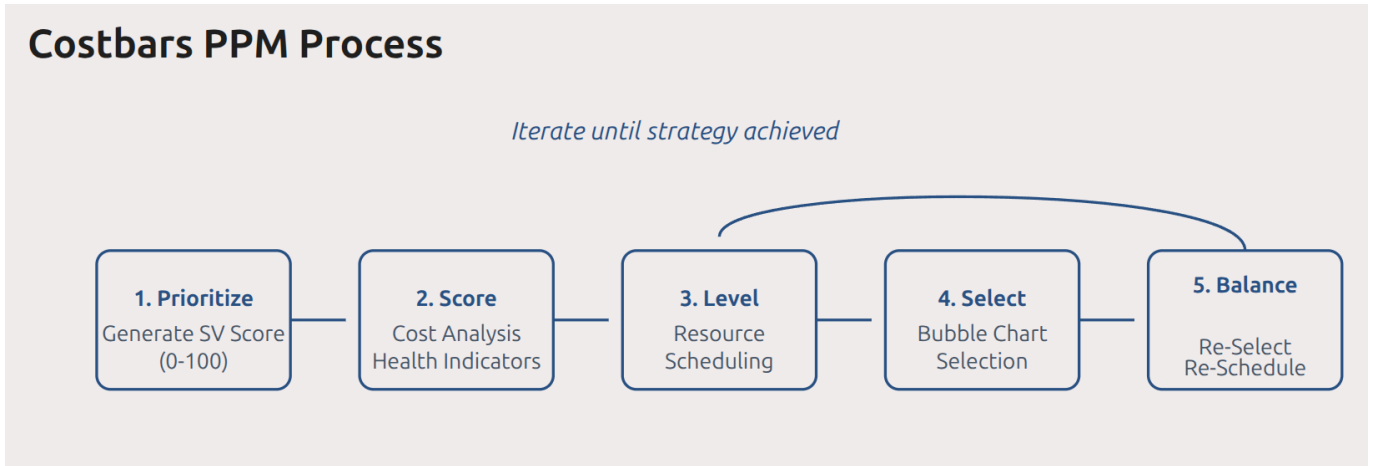 Costbars PPM Process
Iterate until strategy achieved
1. Prioritize
Generate SV Score
(0-100)
2. Score
Cost Analysis
Health Indicators
3. Level
Resource
Scheduling
4. Select
Bubble Chart
Selection
5. Balance
Re-Select
Re-Schedule